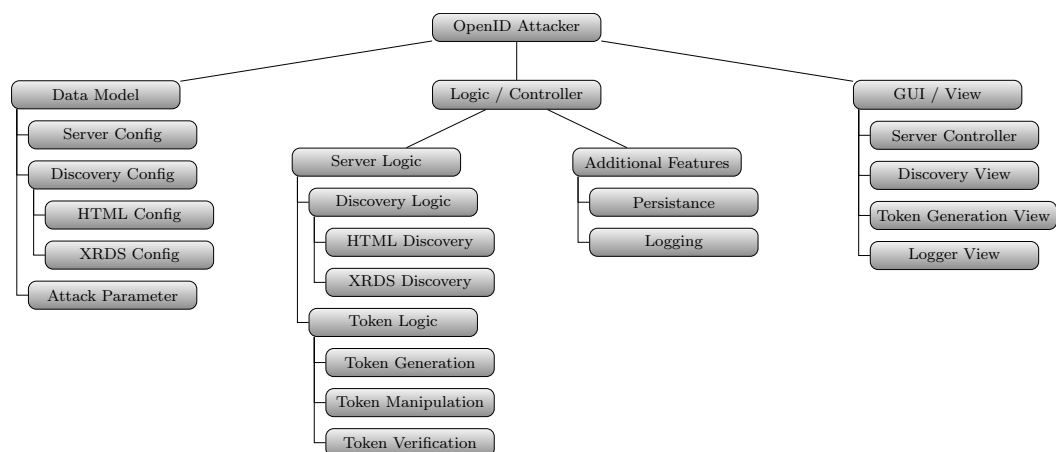 OpenID Attacker
Data Model
Server Config
Discovery Config
HTML Config
XRDS Config
Attack Parameter
Logic / Controller
Server Logic
Discovery Logic
HTML Discovery
XRDS Discovery
Token Logic
Token Generation
Token Manipulation
Token Verification
Additional Features
Persistance
Logging
GUI / View
Server Controller
Discovery View
Token Generation View
Logger View